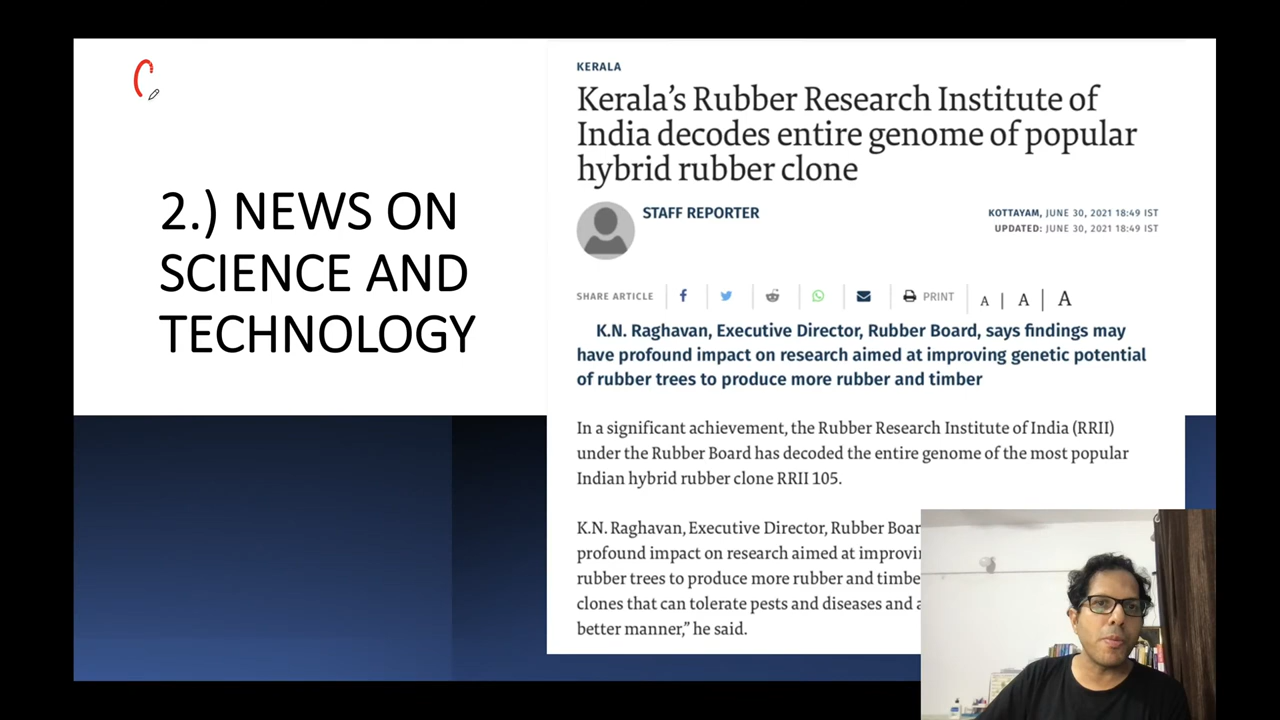 2.) NEWS ON
SCIENCE AND
TECHNOLOGY
KERALA
Kerala’s Rubber Research Institute of
India decodes entire genome of popular
hybrid rubber clone
STAFF REPORTER
KOTTAYAM, JUNE 30, 2021 18:49 IST
UPDATED: JUNE 30, 2021 18:49 IST
SHARE ARTICLE PRINT A A A
K.N. Raghavan, Executive Director, Rubber Board, says findings may
have profound impact on research aimed at improving genetic potential
of rubber trees to produce more rubber and timber
In a significant achievement, the Rubber Research Institute of India (RRII)
under the Rubber Board has decoded the entire genome of the most popular
Indian hybrid rubber clone RRII 105.
K.N. Raghavan, Executive Director, Rubber
profound impact on research aimed at
rubber trees to produce more rubber and
clones that can tolerate pests and diseases and
better manner,” he said.